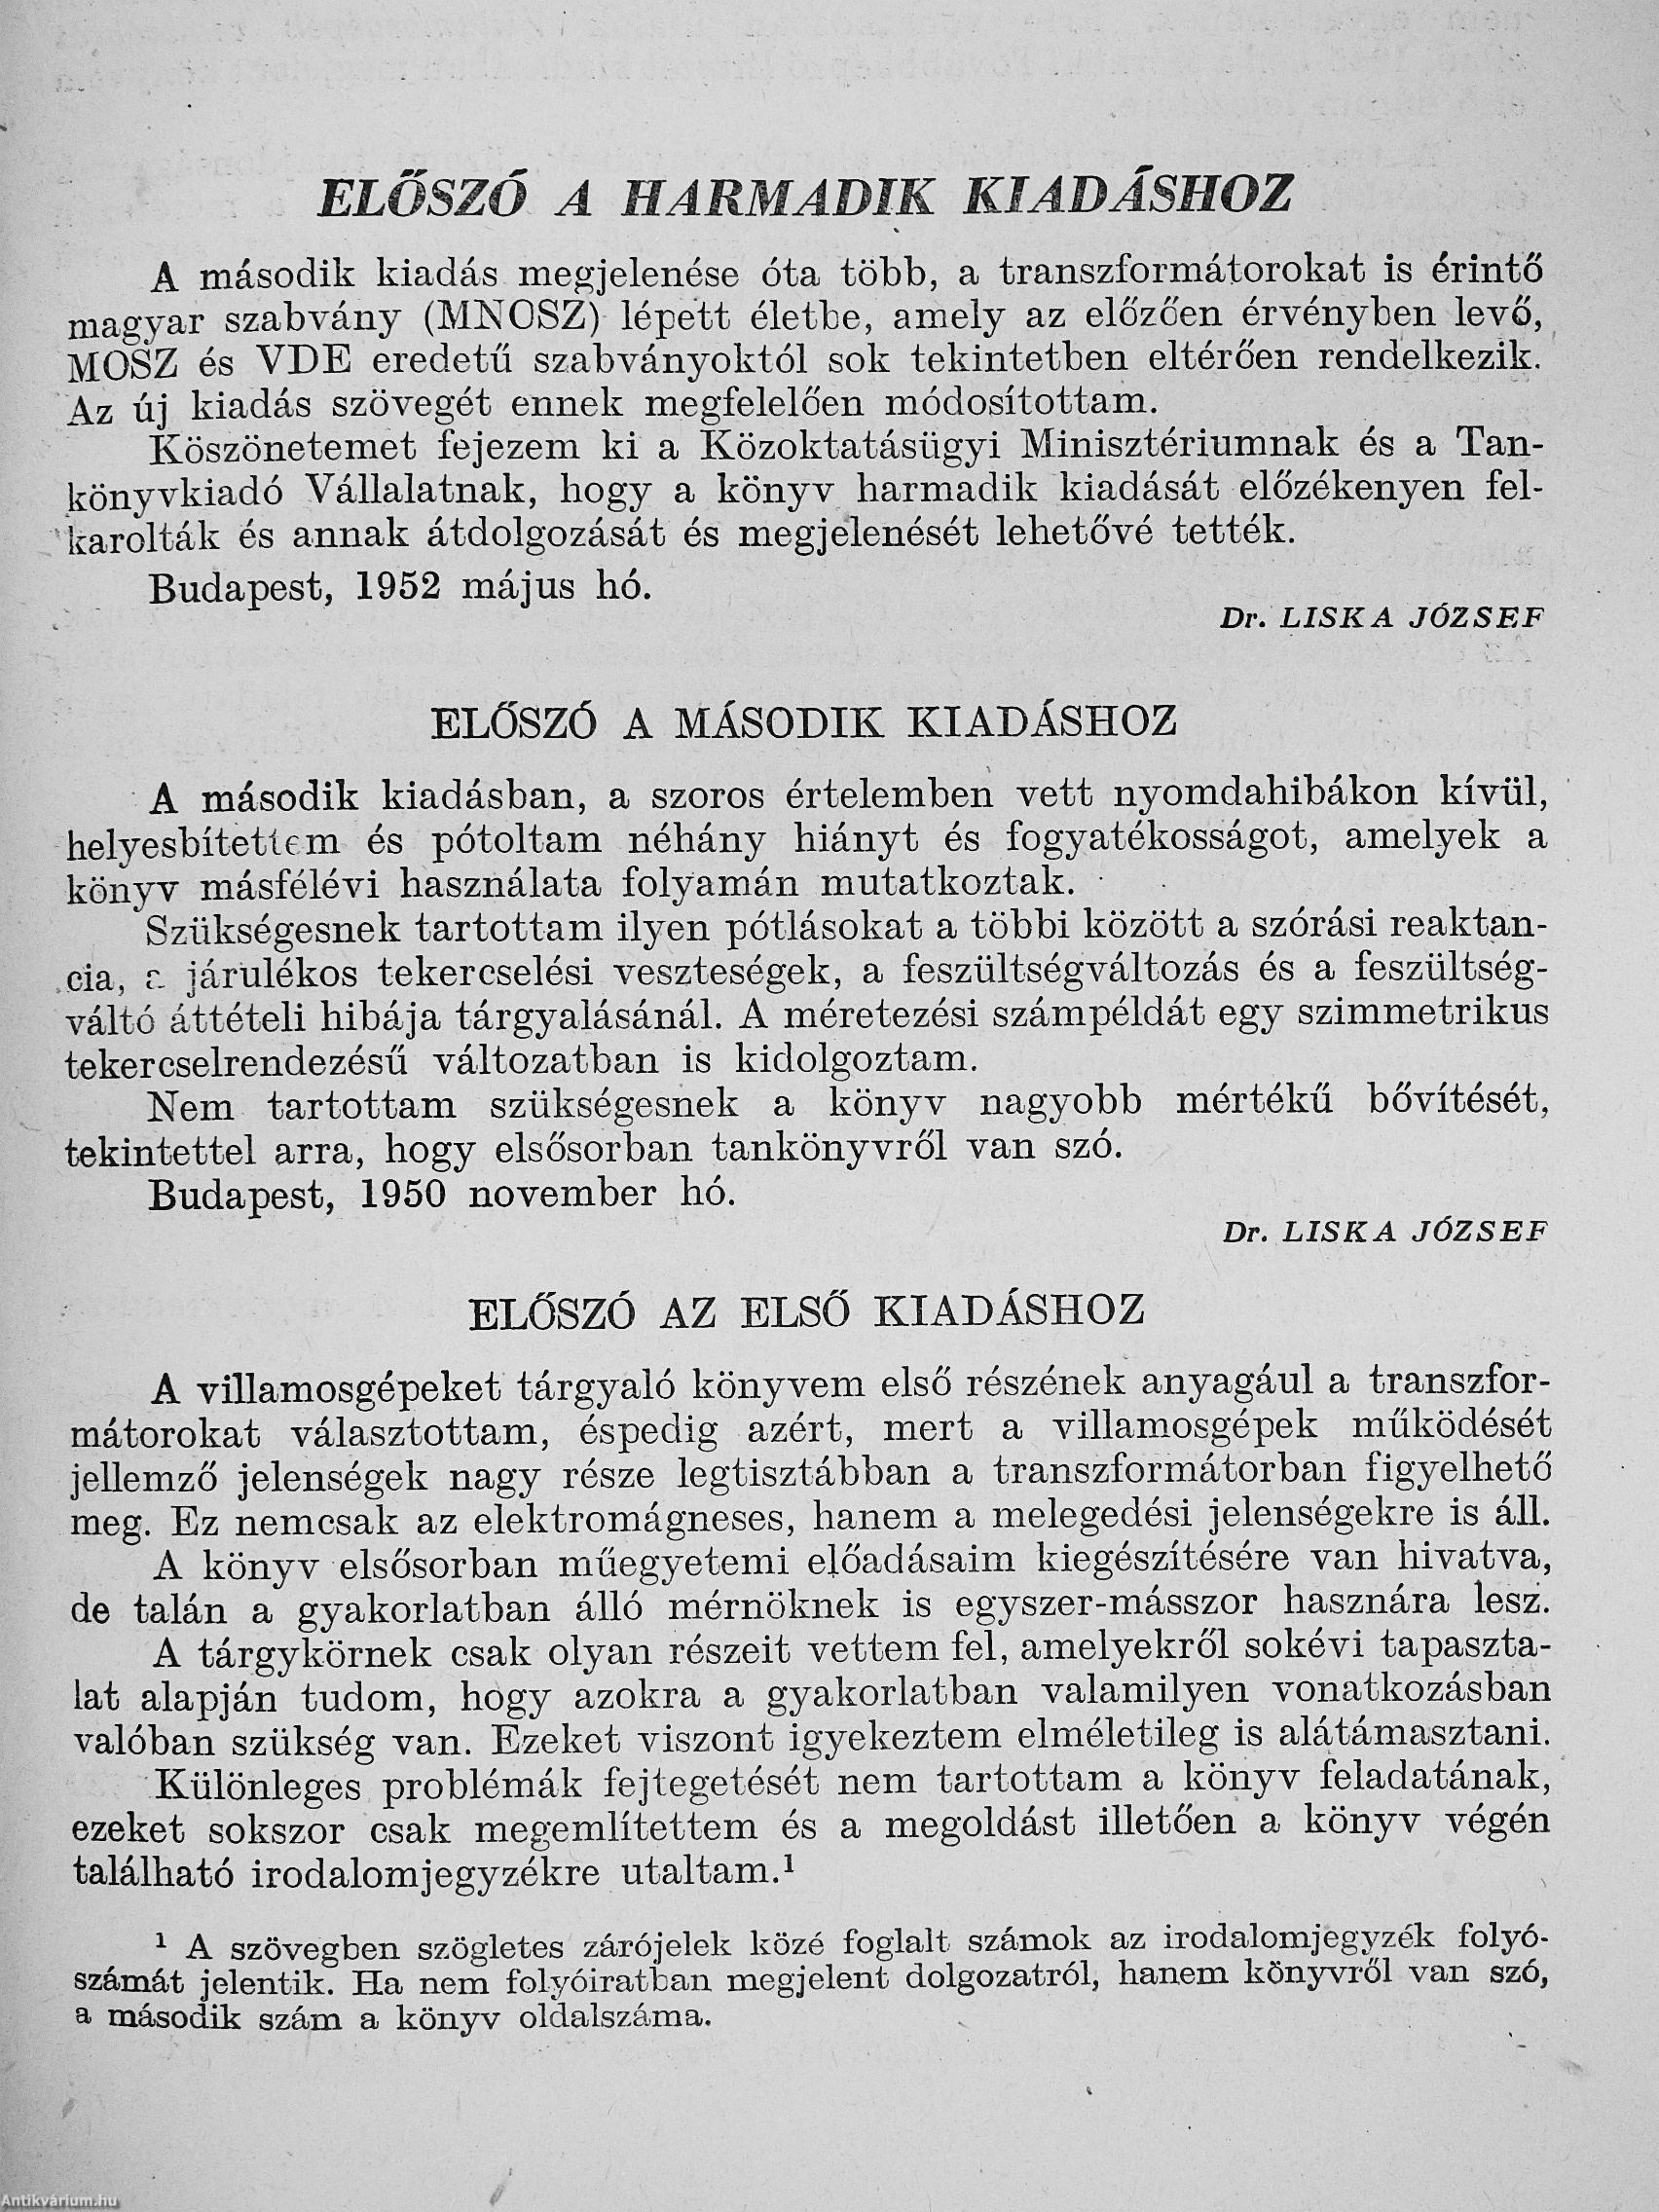 ELŐSZÓ A HARMADIK KIADÁSHOZ
A második kiadás megjelenése óta több, a transzformátorokat is érintő
magyar szabvány (MNOSZ) lépett életbe, amely az előzően érvényben levő,
MOSZ és VDE eredetű szabványoktól sok tekintetben eltérően rendelkezik.
Az új kiadás szövegét ennek megfelelően módosítottam.
Köszönetemet fejezem ki a Közoktatásügyi Minisztériumnak és a Tan-
könyvkiadó Vállalatnak, hogy a könyv harmadik kiadását előzékenyen fel-
karolták és annak átdolgozását és megjelenését lehetővé tették.
Budapest, 1952 május hó.
Dr. LISKA JÓZSEF
ELŐSZÓ A MÁSODIK KIADÁSHOZ
A második kiadásban, a szoros értelemben vett nyomdahibákon kívül,
helyesbítettem és pótoltam néhány hiányt és fogyatékosságot, amelyek a
könyv másfélévi használata folyamán mutatkoztak.
Szükségesnek tartottam ilyen pótlásokat a többi között a szórási reaktan-
cia, a járulékos tekercselési veszteségek, a feszültségváltozás és a feszültség-
váltó áttételi hibája tárgyalásánál. A méretezési számpéldát egy szimmetrikus
tekercselrendezésű változatban is kidolgoztam.
Nem tartottam szükségesnek a könyv nagyobb mértékű bővítését,
tekintettel arra, hogy elsősorban tankönyvről van szó.
Budapest, 1950 november hó.
Dr. LISKA JÓZSEF
ELŐSZÓ AZ ELSŐ KIADÁSHOZ
A villamosgépeket tárgyaló könyvem első részének anyagául a transzfor-
mátorokat választottam, éspedig azért, mert a villamosgépek működését
jellemző jelenségek nagy része legtisztábban a transzformátorban figyelhető
meg. Ez nemcsak az elektromágneses, hanem a melegedési jelenségekre is áll.
A könyv elsősorban műegyetemi előadásaim kiegészítésére van hivatva,
de talán a gyakorlatban álló mérnöknek is egyszer-másszor hasznára lesz.
A tárgykörnek csak olyan részeit vettem fel, amelyekről sokévi tapaszta-
lat alapján tudom, hogy azokra a gyakorlatban valamilyen vonatkozásban
valóban szükség van. Ezeket viszont igyekeztem elméletileg is alátámasztani.
Különleges problémák fejtegetését nem tartottam a könyv feladatának,
ezeket sokszor csak megemlítettem és a megoldást illetően a könyv végén
található irodalomjegyzékre utaltam.¹
¹ A szövegben szögletes zárójelek közé foglalt számok az irodalomjegyzék folyó-
számát jelentik. Ha nem folyóiratban megjelent dolgozatról, hanem könyvről van szó,
a második szám a könyv oldalszáma.
Antikvárium.hu